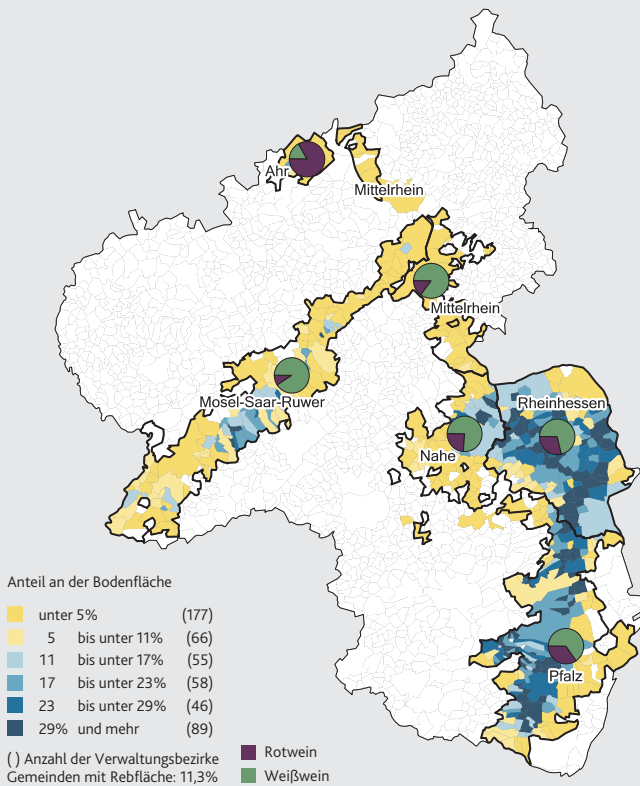 Ahr
Mittelrhein
Mittelrhein
Mosel-Saar-Ruwer
Rheinhessen
Nahe
Pfalz
Anteil an der Bodenfläche
unter 5% (177)
5 bis unter 11% (66)
11 bis unter 17% (55)
17 bis unter 23% (58)
23 bis unter 29% (46)
29% und mehr (89)
( ) Anzahl der Verwaltungsbezirke
Gemeinden mit Rebfläche: 11,3%
Rotwein
Weißwein